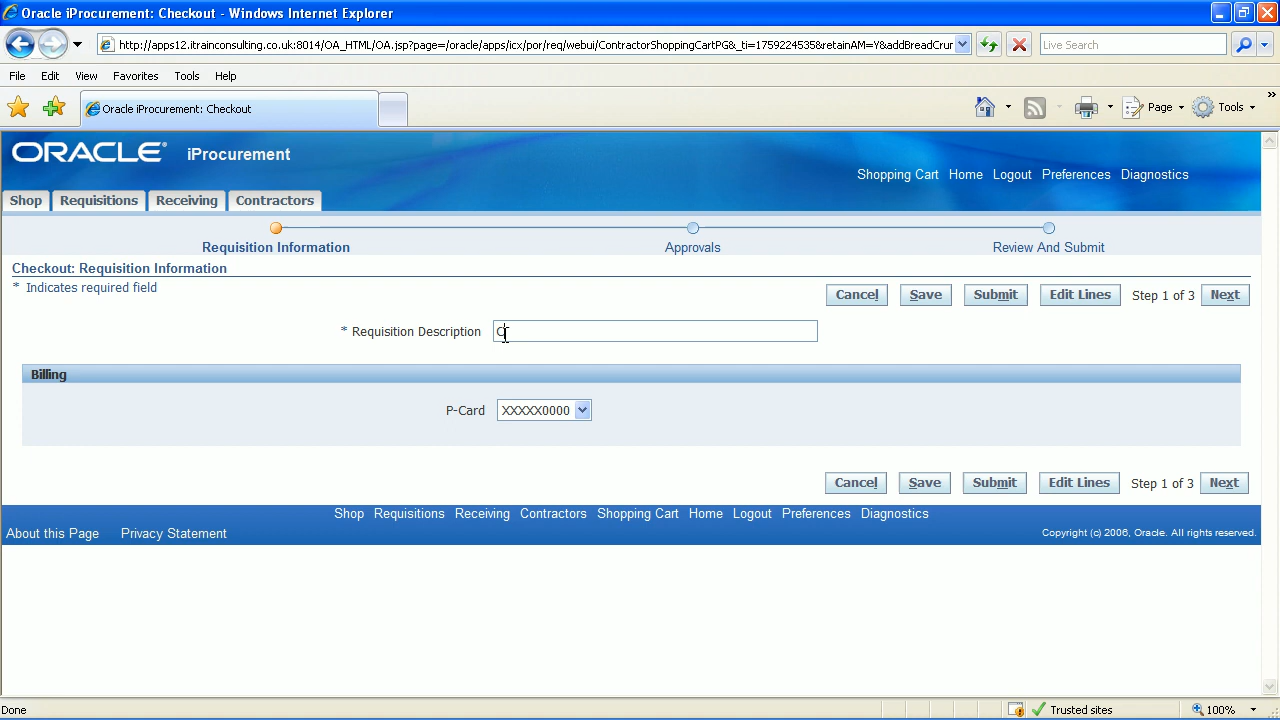 Oracle iProcurement: Checkout - Windows Internet Explorer
http://apps12.itrainconsulting.co.uk:8014/OA_HTML/OA.jsp?page=/oracle/apps/icx/por/req/webui/ContractorShoppingCartPG&_ti=1759224535&retainAM=Y&addBreadCrum
Live Search
File Edit View Favorites Tools Help
Oracle iProcurement: Checkout
Page Tools
ORACLE® iProcurement
Shopping Cart Home Logout Preferences Diagnostics
Shop Requisitions Receiving Contractors
Requisition Information Approvals Review And Submit
Checkout: Requisition Information
* Indicates required field
Cancel Save Submit Edit Lines Step 1 of 3 Next
* Requisition Description C
Billing
P-Card XXXXX0000
Cancel Save Submit Edit Lines Step 1 of 3 Next
Shop Requisitions Receiving Contractors Shopping Cart Home Logout Preferences Diagnostics
About this Page Privacy Statement
Copyright (c) 2006, Oracle. All rights reserved.
Done
Trusted sites
100%